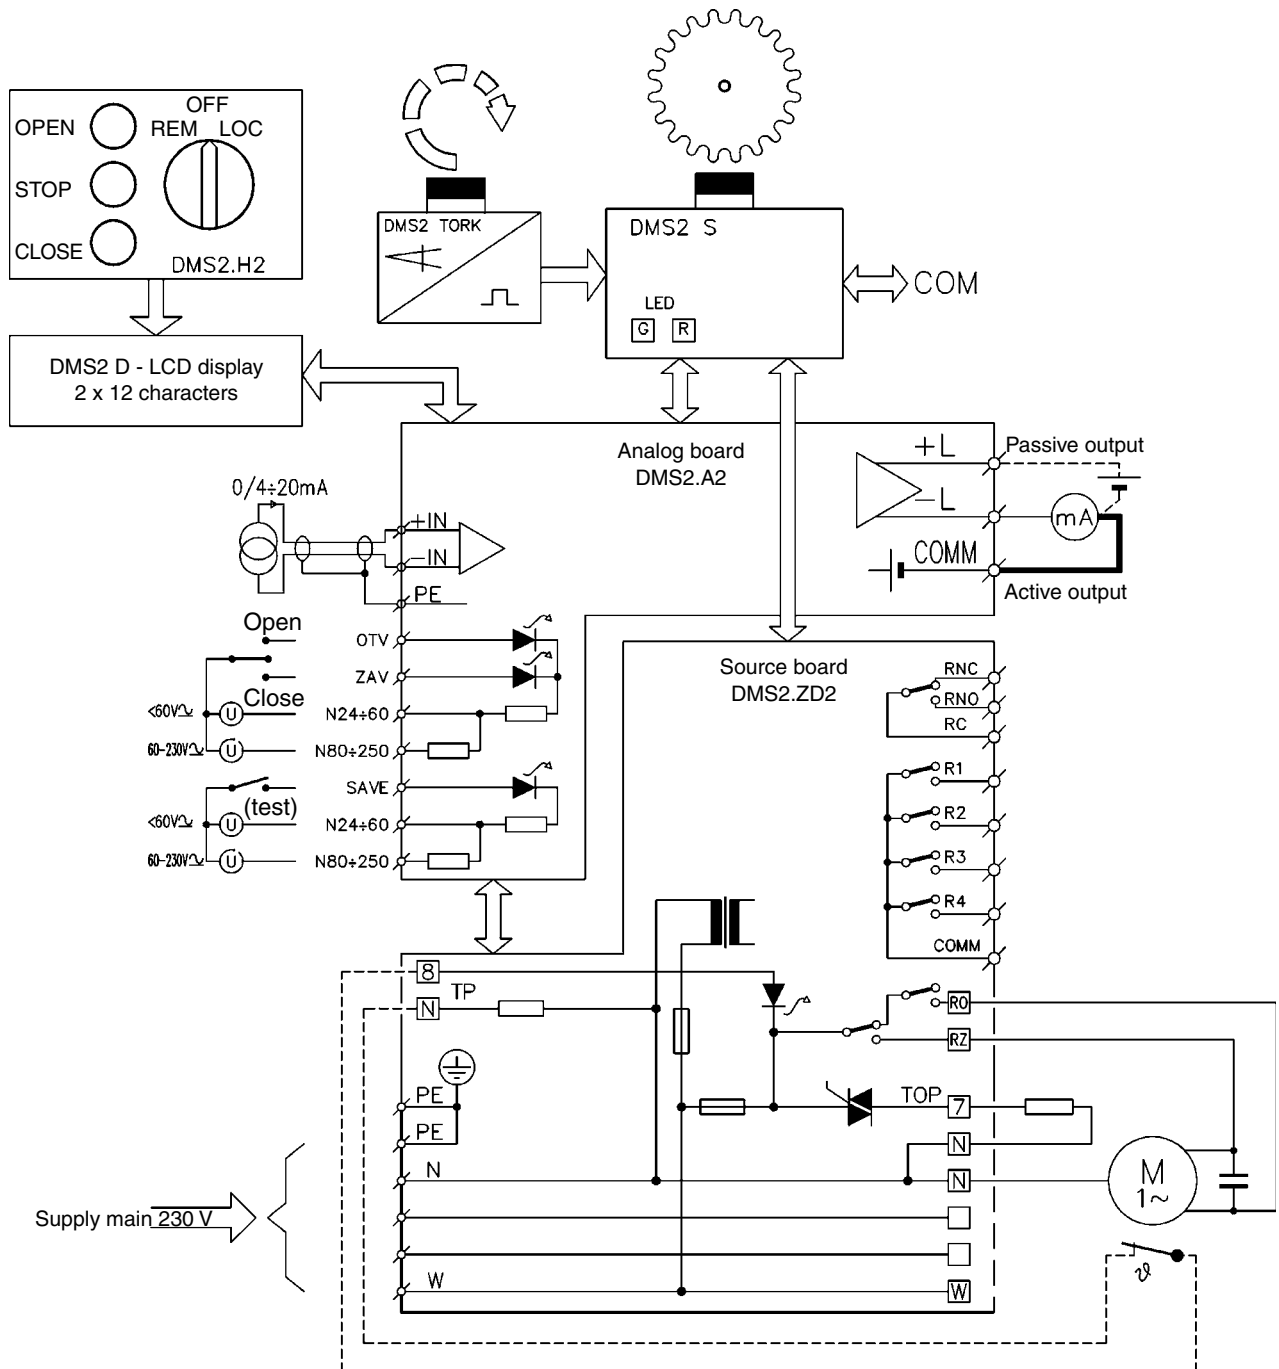 OFF
OPEN
REM LOC
STOP
CLOSE
DMS2.H2
DMS2 TORK
DMS2 S
LED
G R
COM
DMS2 D - LCD display
2 x 12 characters
Analog board
DMS2.A2
+L
Passive output
-L
mA
COMM
Active output
0/4÷20mA
+IN
-IN
PE
Open
OTV
ZAV
Close
<60V
U
N24÷60
60-230V
U
N80÷250
SAVE
(test)
<60V
U
N24÷60
60-230V
U
N80÷250
Source board
DMS2.ZD2
RNC
RNO
RC
R1
R2
R3
R4
COMM
8
TP
N
RO
RZ
PE
TOP
7
PE
N
N
N
M
1~
Supply main 230 V
W
W
ϑ